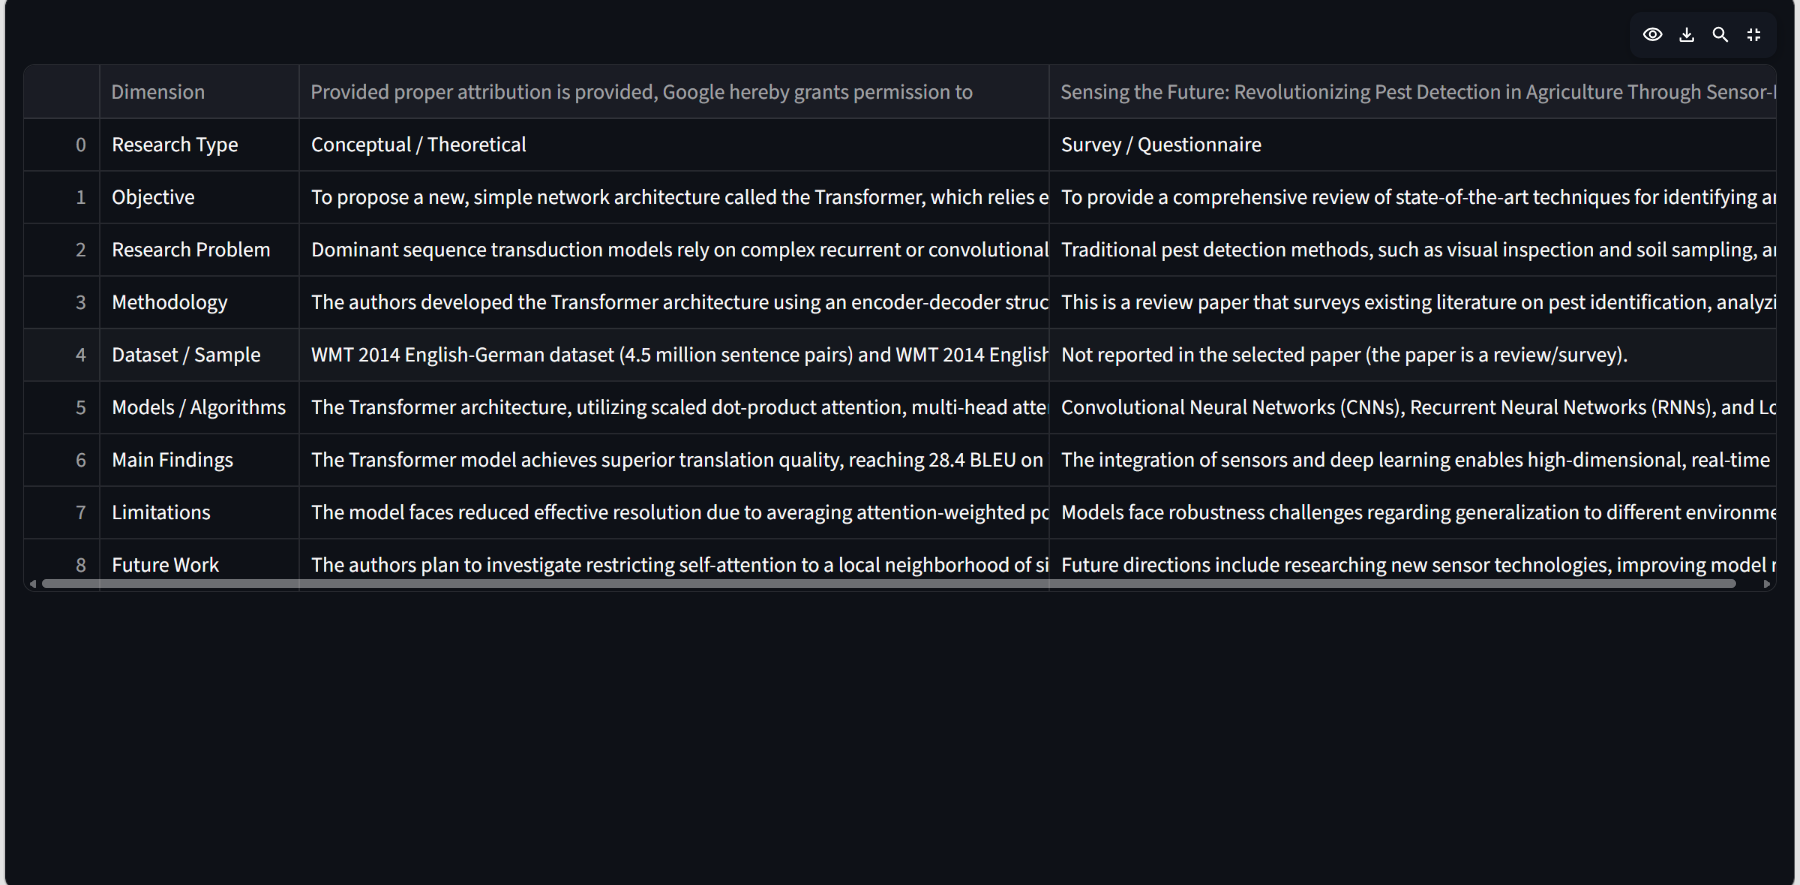 Dimension Provided proper attribution is provided, Google hereby grants permission to Sensing the Future: Revolutionizing Pest Detection in Agriculture Through Sensor-
0 Research Type Conceptual / Theoretical Survey / Questionnaire
1 Objective To propose a new, simple network architecture called the Transformer, which relies e To provide a comprehensive review of state-of-the-art techniques for identifying a
2 Research Problem Dominant sequence transduction models rely on complex recurrent or convolutional Traditional pest detection methods, such as visual inspection and soil sampling, a
3 Methodology The authors developed the Transformer architecture using an encoder-decoder struc This is a review paper that surveys existing literature on pest identification, analyzi
4 Dataset / Sample WMT 2014 English-German dataset (4.5 million sentence pairs) and WMT 2014 English Not reported in the selected paper (the paper is a review/survey).
5 Models / Algorithms The Transformer architecture, utilizing scaled dot-product attention, multi-head atte Convolutional Neural Networks (CNNs), Recurrent Neural Networks (RNNs), and Lo
6 Main Findings The Transformer model achieves superior translation quality, reaching 28.4 BLEU on The integration of sensors and deep learning enables high-dimensional, real-time
7 Limitations The model faces reduced effective resolution due to averaging attention-weighted po Models face robustness challenges regarding generalization to different environme
8 Future Work The authors plan to investigate restricting self-attention to a local neighborhood of si Future directions include researching new sensor technologies, improving model r